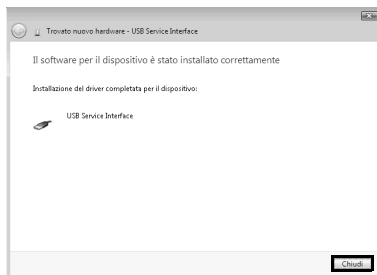 Trovato nuovo hardware - USB Service Interface
Il software per il dispositivo è stato installato correttamente
Installazione del driver completata per il dispositivo:
USB Service Interface
Chiudi